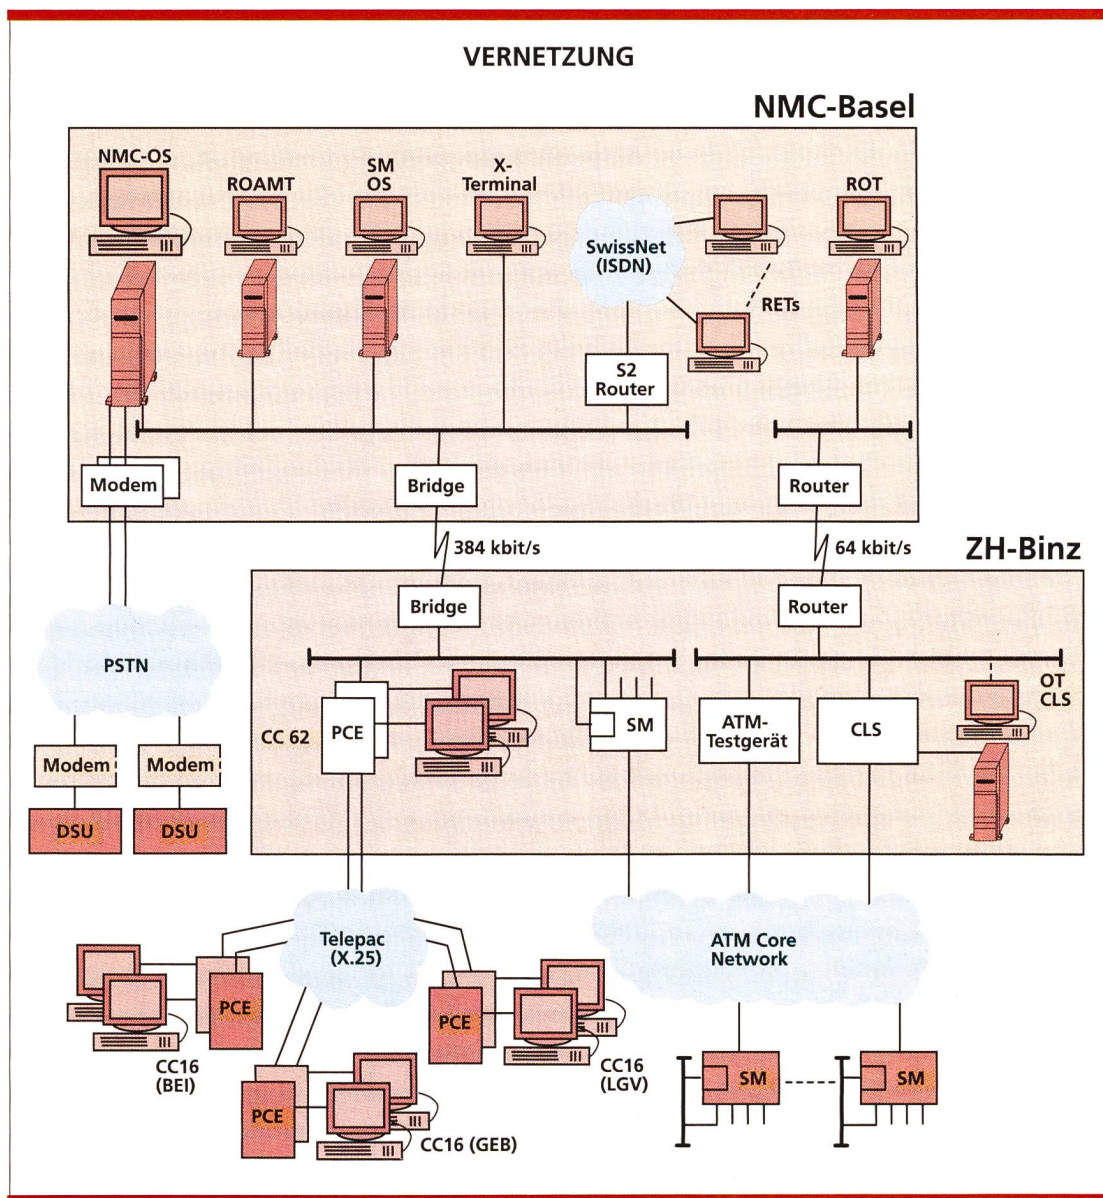 VERNETZUNG
NMC-Basel
NMC-OS
ROAMT
SM
OS
X-
Terminal
SwissNet
(ISDN)
ROT
RETs
S2
Router
Modem
Bridge
Router
384 kbit/s
64 kbit/s
ZH-Binz
Bridge
Router
PSTN
OT
CLS
CC 62
PCE
SM
ATM-
Testgerät
CLS
Modem
Modem
DSU
DSU
Telepac
(X.25)
ATM Core
Network
PCE
CC16
(BEI)
PCE
CC16
(LGV)
PCE
CC16 (GEB)
SM
SM